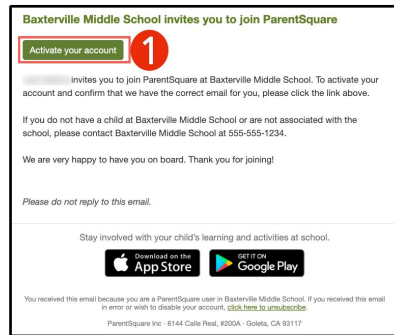 Baxterville Middle School invites you to join ParentSquare
Activate your account
1
invites you to join ParentSquare at Baxterville Middle School. To activate your
account and confirm that we have the correct email for you, please click the link above.
If you do not have a child at Baxterville Middle School or are not associated with the
school, please contact Baxterville Middle School at 555-555-1234.
We are very happy to have you on board. Thank you for joining!
Please do not reply to this email.
Stay involved with your child's learning and activities at school.
Download on the
App Store
GET IT ON
Google Play
You received this email because you are a ParentSquare user in Baxterville Middle School. If you received this email
in error or wish to disable your account, click here to unsubscribe.
ParentSquare Inc · 6144 Calle Real, #200A · Goleta, CA 93117